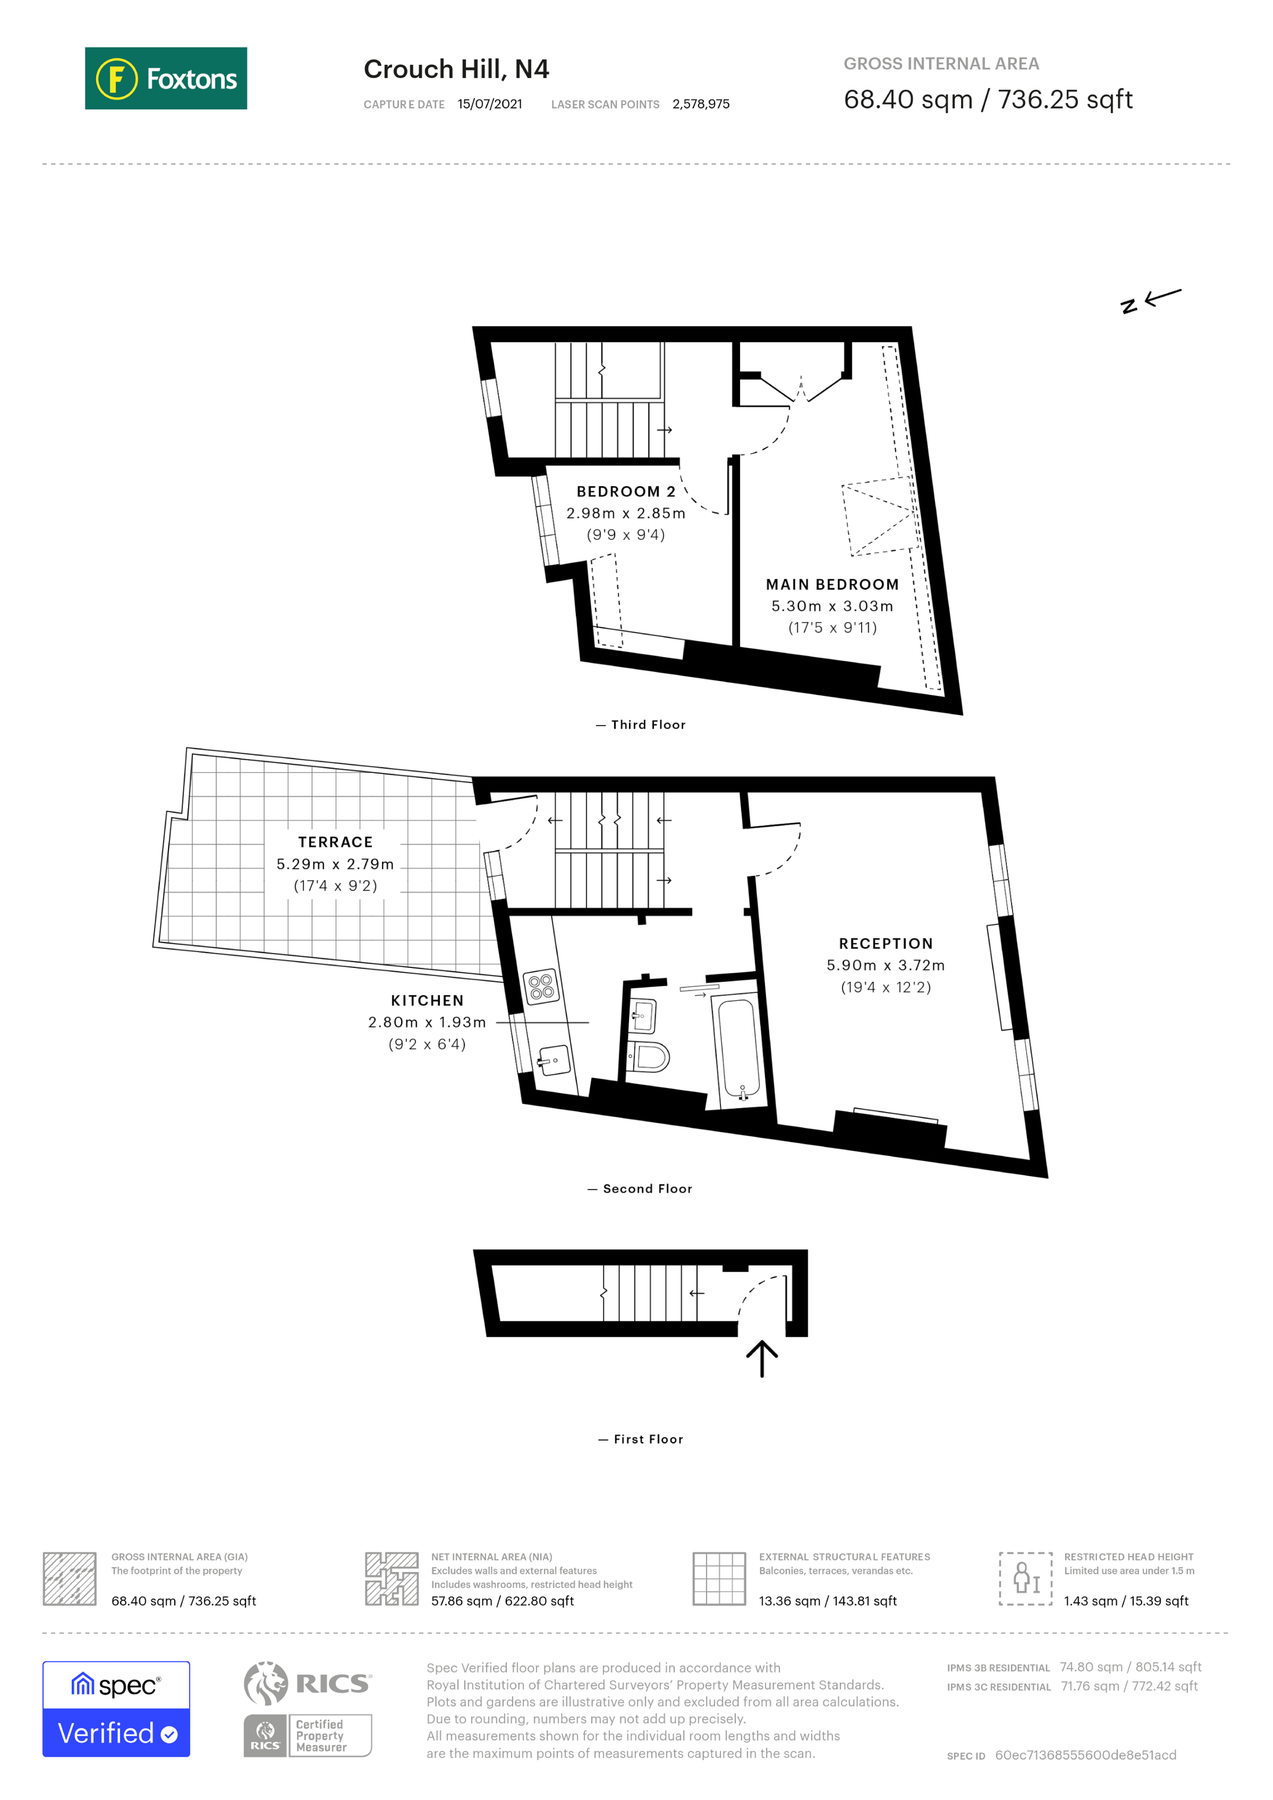 Foxtons
Crouch Hill, N4
CAPTURE DATE 15/07/2021 LASER SCAN POINTS 2,578,975
GROSS INTERNAL AREA
68.40 sqm / 736.25 sqft
N
BEDROOM 2
2.98m x 2.85m
(9'9 x 9'4)
MAIN BEDROOM
5.30m x 3.03m
(17'5 x 9'11)
— Third Floor
TERRACE
5.29m x 2.79m
(17'4 x 9'2)
RECEPTION
5.90m x 3.72m
(19'4 x 12'2)
KITCHEN
2.80m x 1.93m
(9'2 x 6'4)
— Second Floor
— First Floor
GROSS INTERNAL AREA (GIA)
The footprint of the property
68.40 sqm / 736.25 sqft
NET INTERNAL AREA (NIA)
Excludes walls and external features
Includes washrooms, restricted head height
57.86 sqm / 622.80 sqft
EXTERNAL STRUCTURAL FEATURES
Balconies, terraces, verandas etc.
13.36 sqm / 143.81 sqft
RESTRICTED HEAD HEIGHT
Limited use area under 1.5 m
1.43 sqm / 15.39 sqft
spec®
Verified
RICS
RICS
Certified
Property
Measurer
Spec Verified floor plans are produced in accordance with
Royal Institution of Chartered Surveyors' Property Measurement Standards.
Plots and gardens are illustrative only and excluded from all area calculations.
Due to rounding, numbers may not add up precisely.
All measurements shown for the individual room lengths and widths
are the maximum points of measurements captured in the scan.
IPMS 3B RESIDENTIAL 74.80 sqm / 805.14 sqft
IPMS 3C RESIDENTIAL 71.76 sqm / 772.42 sqft
SPEC ID 60ec71368555600de8e51acd